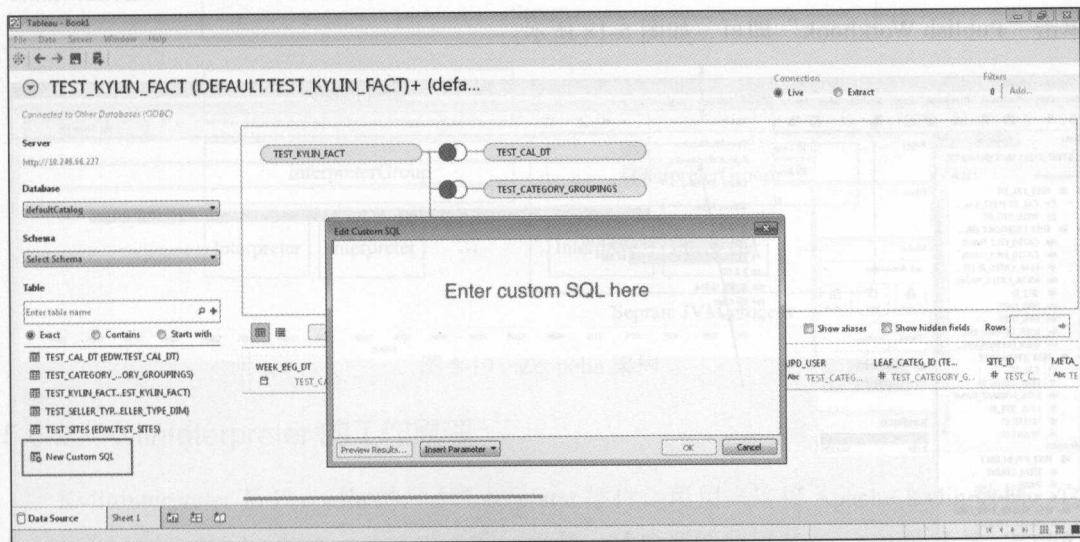 Tableau - Book1
File Data Server Window Help
TEST_KYLIN_FACT (DEFAULT.TEST_KYLIN_FACT)+ (defa...
Connection
Live Extract
Filters
0 Add...
Connected to Other Databases (ODBC)
Server
http://10.249.66.227
Database
defaultCatalog
Schema
Select Schema
Table
Enter table name
Exact Contains Starts with
TEST_CAL_DT (EDW.TEST_CAL_DT)
TEST_CATEGORY_...ORY_GROUPINGS)
TEST_KYLIN_FACT...EST_KYLIN_FACT)
TEST_SELLER_TYP...ELLER_TYPE_DIM)
TEST_SITES (EDW.TEST_SITES)
New Custom SQL
TEST_KYLIN_FACT
TEST_CAL_DT
TEST_CATEGORY_GROUPINGS
Edit Custom SQL
Enter custom SQL here
Preview Results... Insert Parameter OK Cancel
Show aliases Show hidden fields Rows
WEEK_BEG_DT
TEST_CA
UPD_USER LEAF_CATEG_ID (TE... SITE_ID META_
Abc TEST_CATEG... # TEST_CATEGORY_G... # TEST_C... Abc TE
Data Source Sheet 1